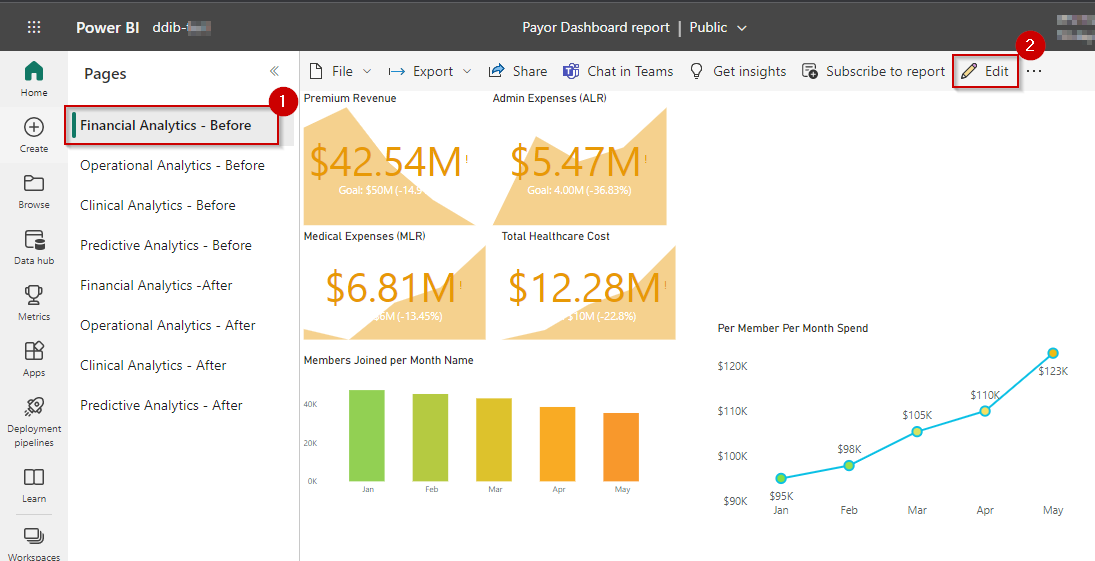 Power BI ddib-
Payor Dashboard report | Public
2
Home
Create
Browse
Data hub
Metrics
Apps
Deployment
pipelines
Learn
Workspaces
Pages
1
Financial Analytics - Before
Operational Analytics - Before
Clinical Analytics - Before
Predictive Analytics - Before
Financial Analytics -After
Operational Analytics - After
Clinical Analytics - After
Predictive Analytics - After
File Export Share Chat in Teams Get insights Subscribe to report Edit ...
Premium Revenue
$42.54M!
Goal: $50M (-14.9
Admin Expenses (ALR)
$5.47M!
Goal: 4.00M (-36.83%)
Medical Expenses (MLR)
$6.81M!
$6M (-13.45%)
Total Healthcare Cost
$12.28M!
$10M (-22.8%)
Members Joined per Month Name
40K
20K
0K
Jan Feb Mar Apr May
Per Member Per Month Spend
$120K
$110K
$100K
$90K
$95K
$98K
$105K
$110K
$123K
Jan Feb Mar Apr May